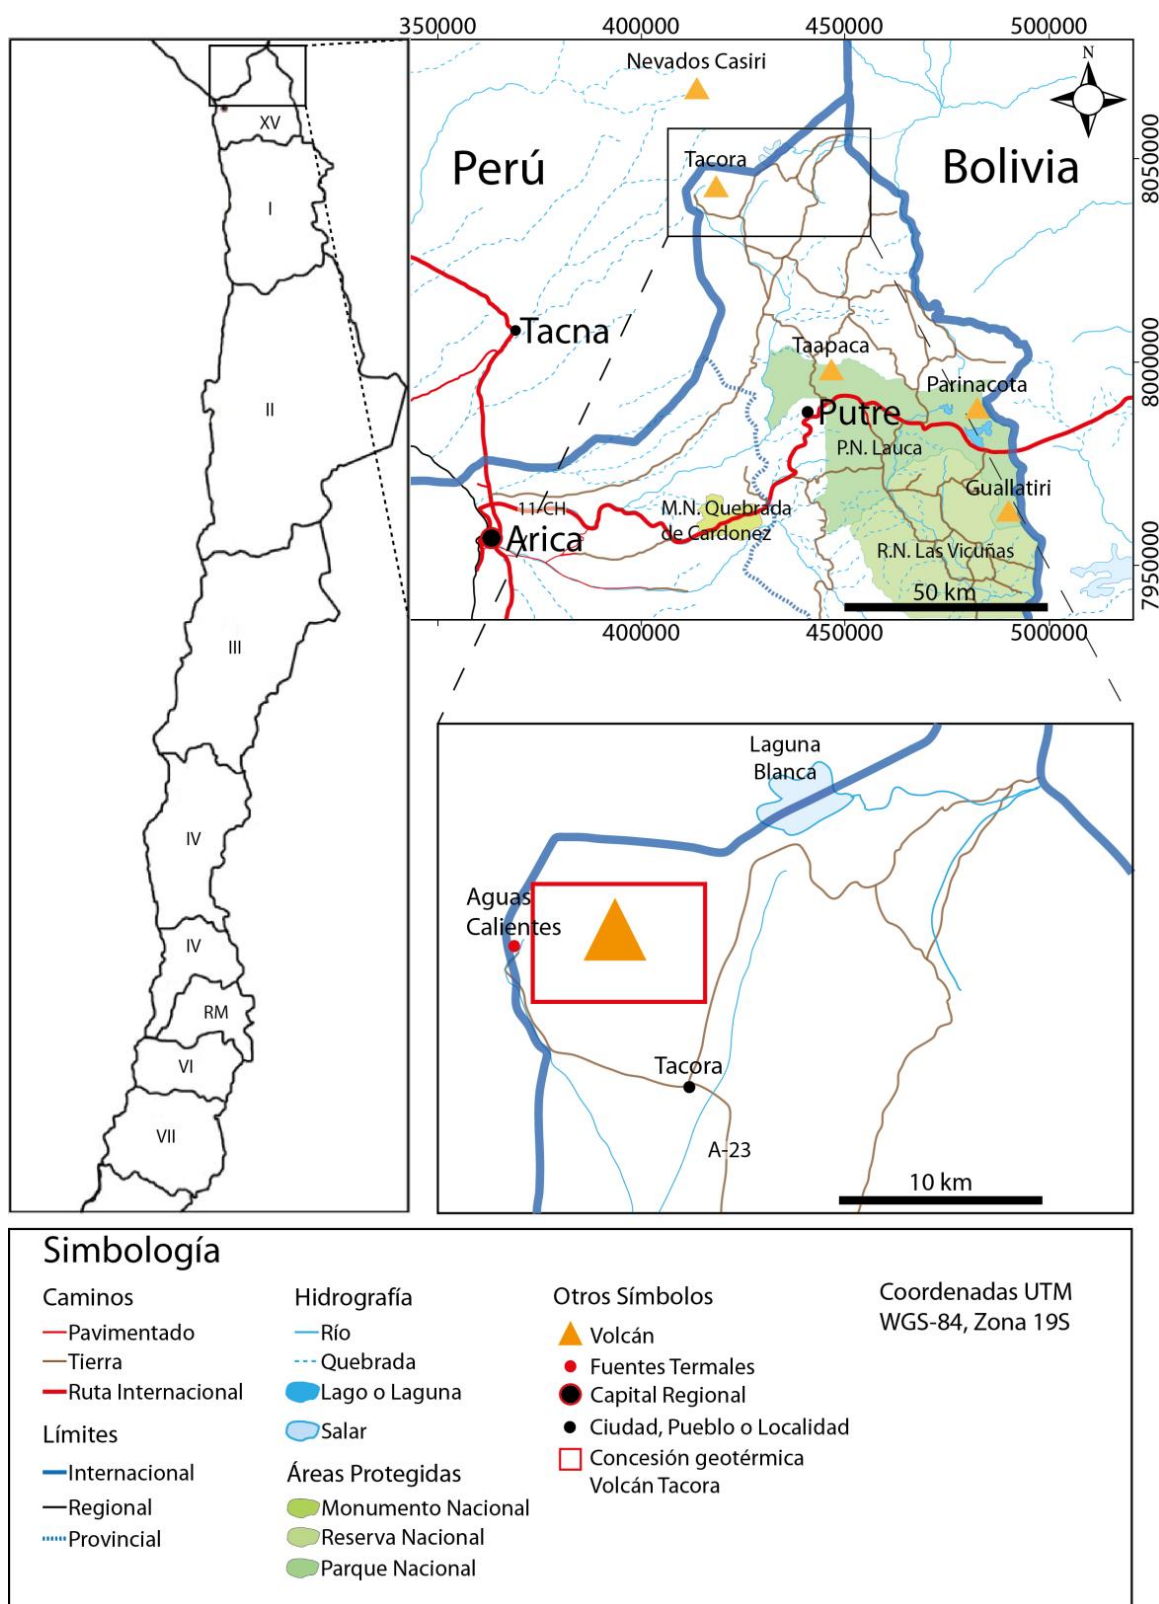 350000
400000
450000
500000
8050000
8000000
7950000
400000
450000
500000
XV
I
II
III
IV
IV
RM
VI
VII
N
Nevados Casiri
Perú
Tacora
Bolivia
Tacna
Taapaca
Parinacota
Putre
P.N. Lauca
Guallatiri
11-CH
M.N. Quebrada
de Cardonez
Arica
R.N. Las Vicuñas
50 km
Laguna
Blanca
Aguas
Calientes
Tacora
A-23
10 km
Simbología
Caminos
Pavimentado
Tierra
Ruta Internacional
Límites
Internacional
Regional
Provincial
Hidrografía
Río
Quebrada
Lago o Laguna
Salar
Áreas Protegidas
Monumento Nacional
Reserva Nacional
Parque Nacional
Otros Símbolos
Volcán
Fuentes Termales
Capital Regional
Ciudad, Pueblo o Localidad
Concesión geotérmica
Volcán Tacora
Coordenadas UTM
WGS-84, Zona 19S